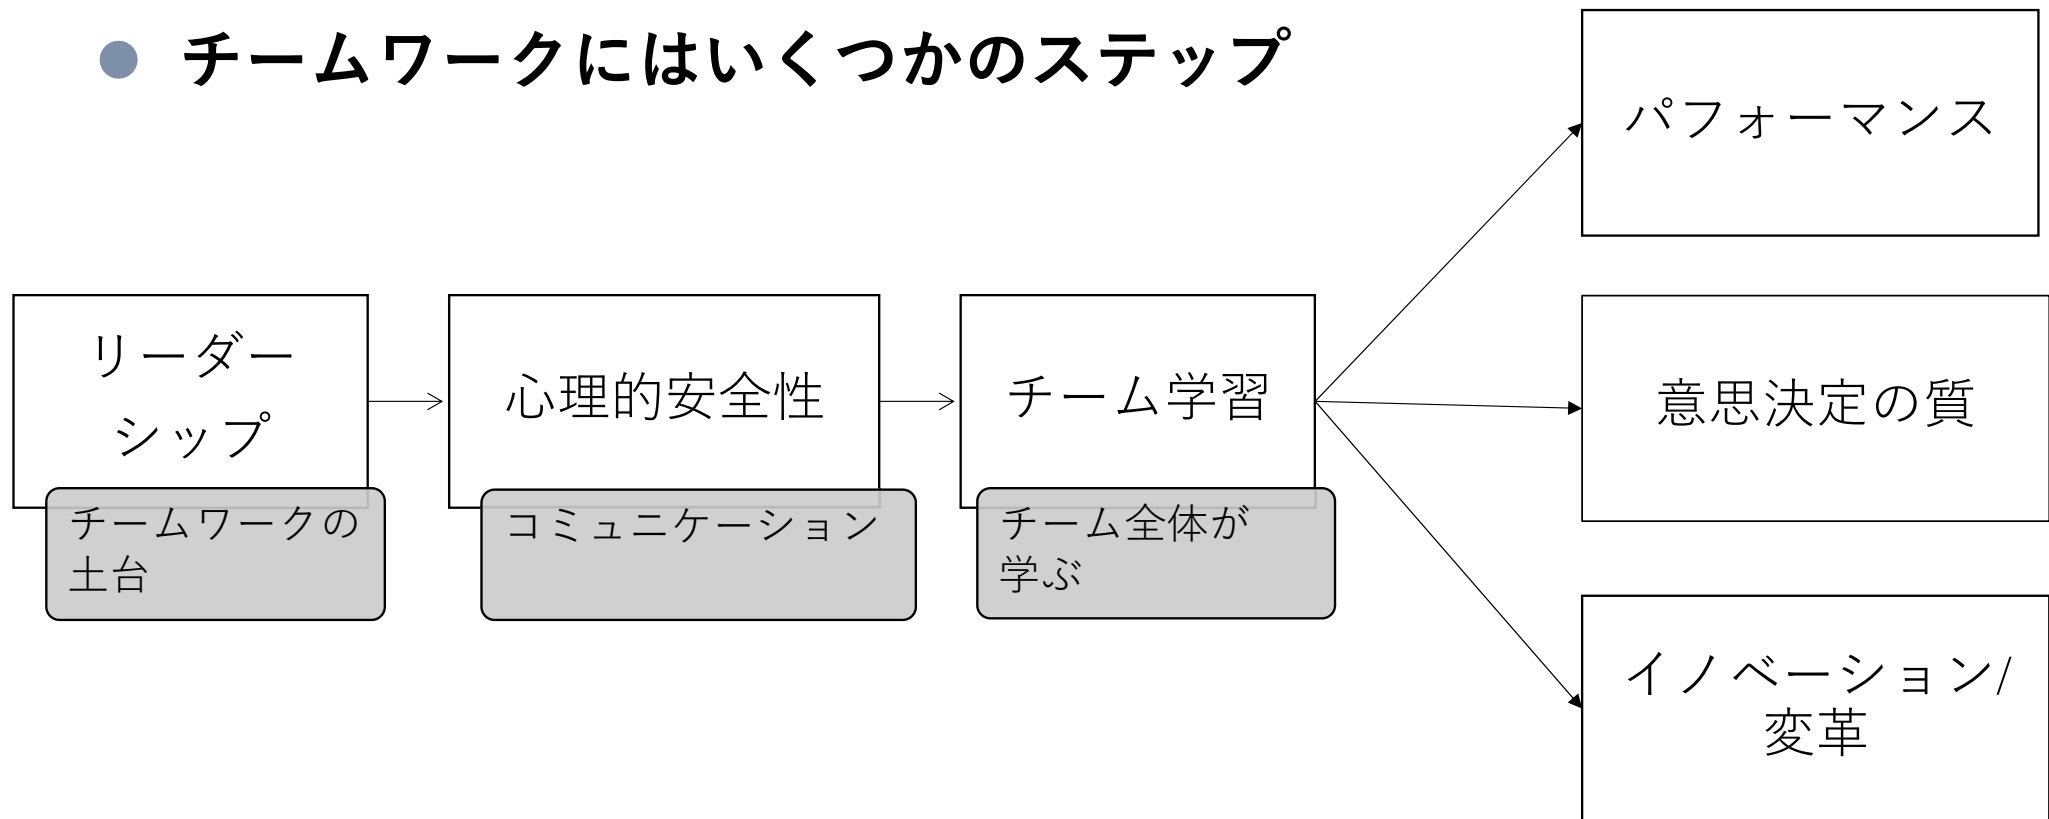 チームワークにはいくつかのステップ
パフォーマンス
リーダー
シップ
心理的安全性
チーム学習
意思決定の質
チームワークの
土台
コミュニケーション
チーム全体が
学ぶ
イノベーション/
変革